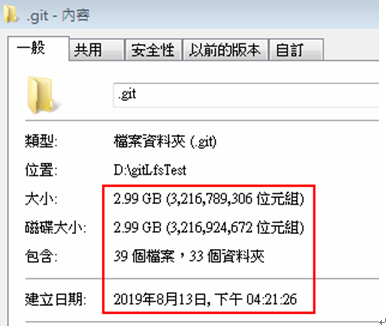 .git - 內容
一般 共用 安全性 以前的版本 自訂
.git
類型: 檔案資料夾 (.git)
位置: D:\gitLfsTest
大小: 2.99 GB (3,216,789,306 位元組)
磁碟大小: 2.99 GB (3,216,924,672 位元組)
包含: 39 個檔案，33 個資料夾
建立日期: 2019年8月13日, 下午 04:21:26